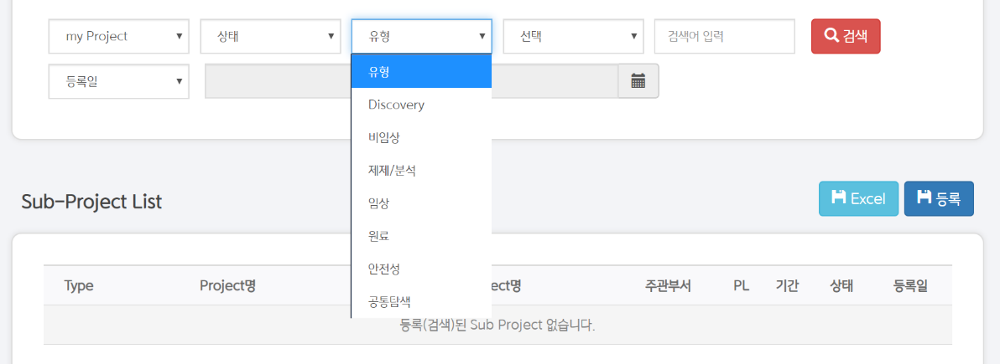 my Project 상태 유형 선택 검색어 입력 검색
등록일
유형
Discovery
비임상
제제/분석
임상
원료
안전성
공통탐색
Sub-Project List Excel 등록
Type Project명 ect명 주관부서 PL 기간 상태 등록일
등록(검색)된 Sub Project 없습니다.